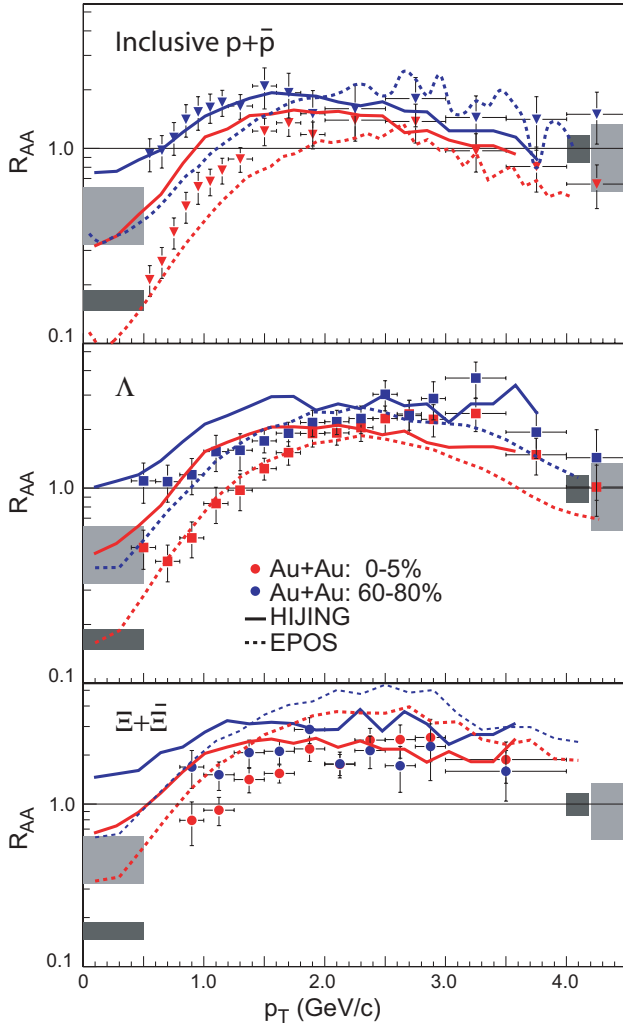 Inclusive p+p̄
R_AA
1.0
0.1
Λ
R_AA
1.0
Au+Au: 0-5%
Au+Au: 60-80%
HIJING
EPOS
0.1
Ξ+Ξ̄
R_AA
1.0
0.1
0 1.0 2.0 3.0 4.0
p_T (GeV/c)